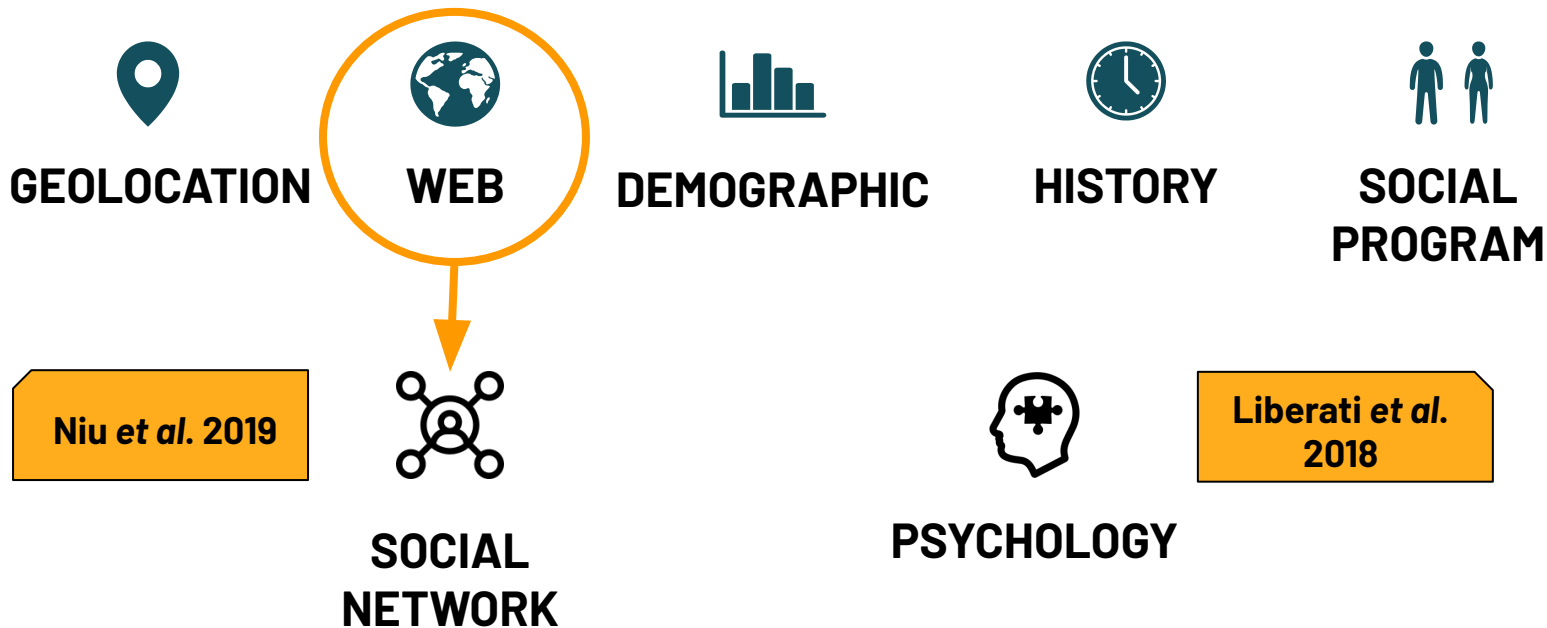 GEOLOCATION
WEB
DEMOGRAPHIC
HISTORY
SOCIAL
PROGRAM
Niu et al. 2019
SOCIAL
NETWORK
PSYCHOLOGY
Liberati et al.
2018